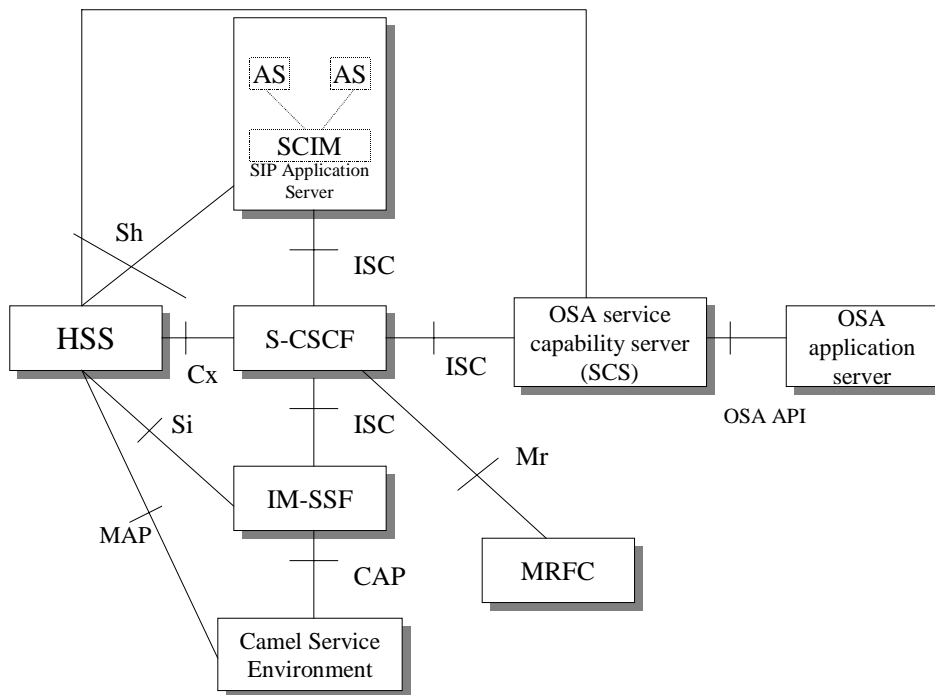 AS AS
SCIM
SIP Application
Server
Sh
ISC
HSS
Cx
S-CSCF
ISC
OSA service
capability server
(SCS)
OSA API
OSA
application
server
Si
ISC
Mr
IM-SSF
MAP
CAP
MRFC
Camel Service
Environment